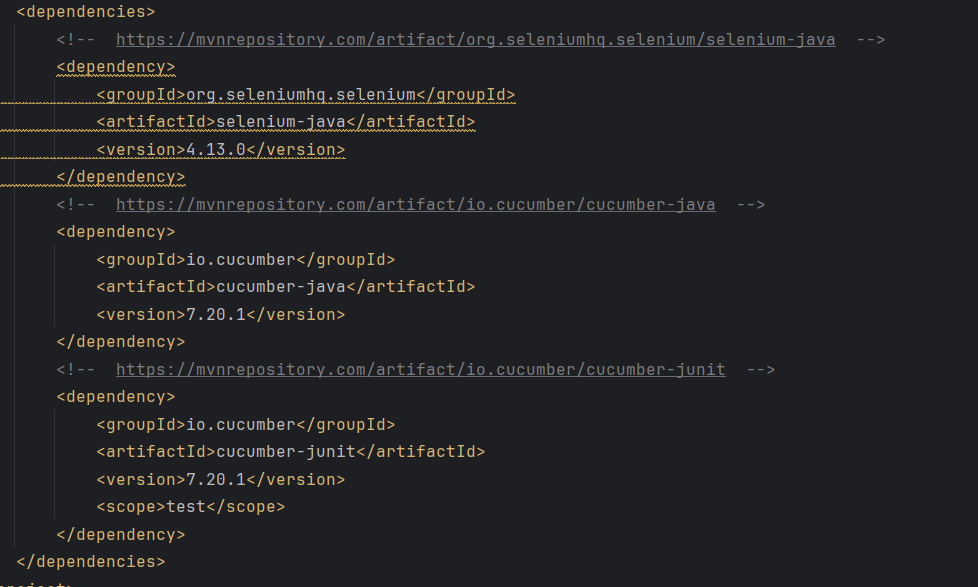 <dependencies>
<!-- https://mvnrepository.com/artifact/org.seleniumhq.selenium/selenium-java -->
<dependency>
<groupId>org.seleniumhq.selenium</groupId>
<artifactId>selenium-java</artifactId>
<version>4.13.0</version>
</dependency>
<!-- https://mvnrepository.com/artifact/io.cucumber/cucumber-java -->
<dependency>
<groupId>io.cucumber</groupId>
<artifactId>cucumber-java</artifactId>
<version>7.20.1</version>
</dependency>
<!-- https://mvnrepository.com/artifact/io.cucumber/cucumber-junit -->
<dependency>
<groupId>io.cucumber</groupId>
<artifactId>cucumber-junit</artifactId>
<version>7.20.1</version>
<scope>test</scope>
</dependency>
</dependencies>